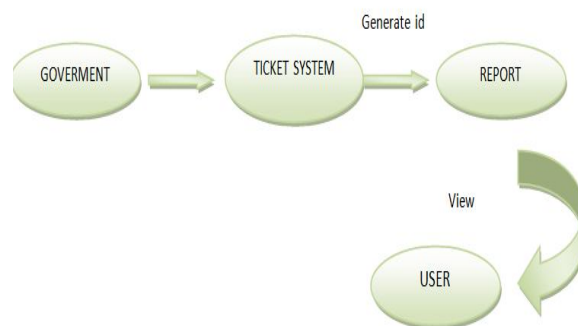 Generate id
GOVERMENT
TICKET SYSTEM
REPORT
View
USER